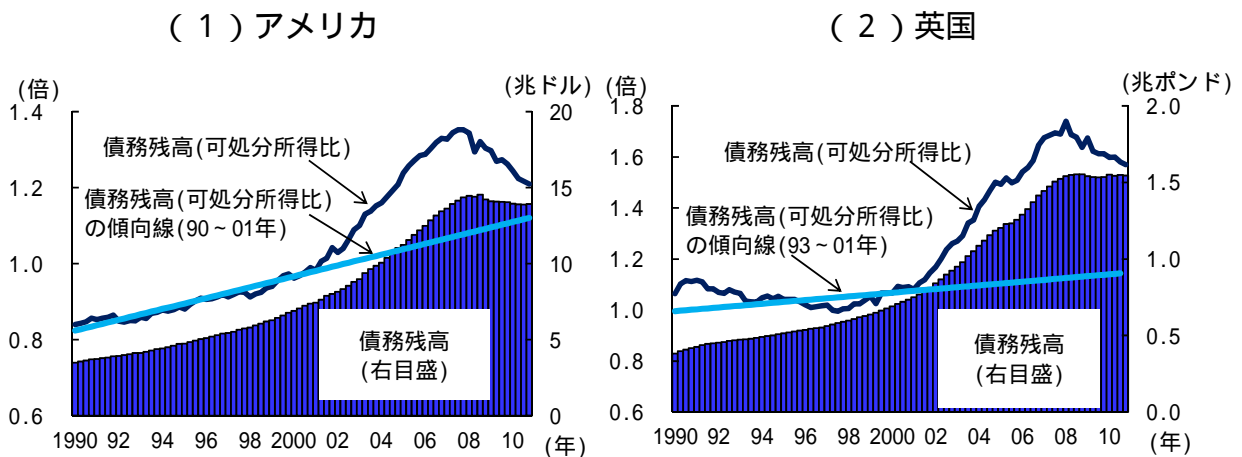 (1)アメリカ
(2)英国
(倍)
(兆ドル)
1.4
1.2
1.0
0.8
0.6
20
15
10
5
0
債務残高(可処分所得比)
債務残高(可処分所得比)
の傾向線(90~01年)
債務残高
(右目盛)
1990 92 94 96 98 2000 02 04 06 08 10
(年)
(倍)
(兆ポンド)
1.8
1.6
1.4
1.2
1.0
0.8
0.6
2.0
1.5
1.0
0.5
0.0
債務残高(可処分所得比)
債務残高(可処分所得比)
の傾向線(93~01年)
債務残高
(右目盛)
1990 92 94 96 98 2000 02 04 06 08 10
(年)